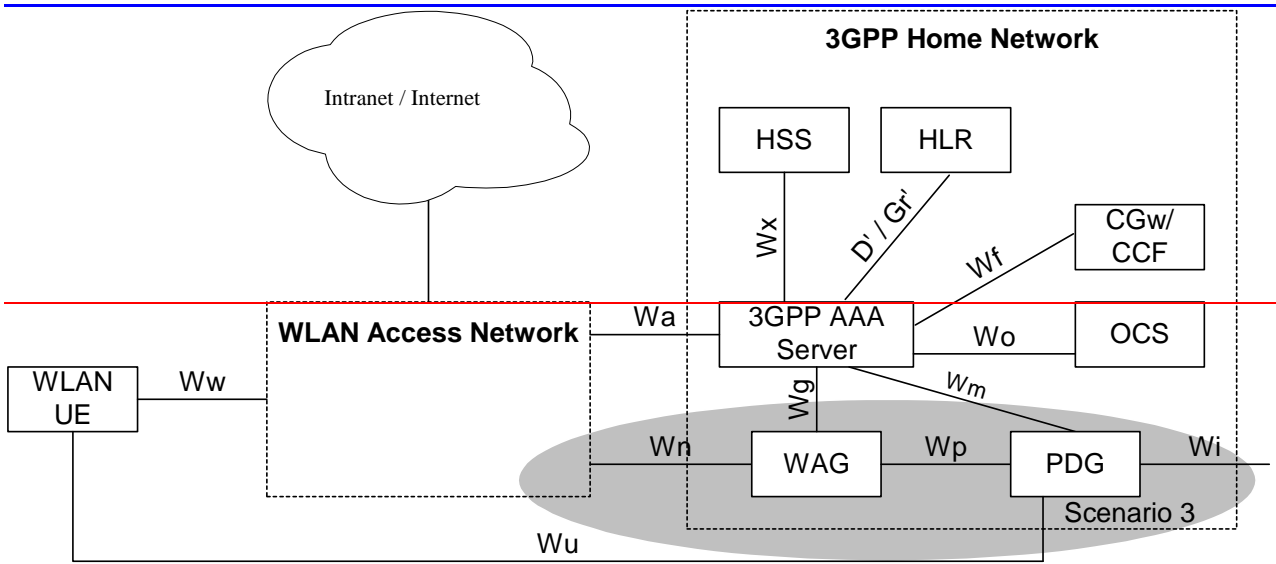 3GPP Home Network
Intranet / Internet
HSS
HLR
Wx
D' / Gr'
CGw/
CCF
Wf
WLAN Access Network
Wa
3GPP AAA
Server
Wo
OCS
WLAN
UE
Ww
Wg
Wm
Wn
WAG
Wp
PDG
Wi
Scenario 3
Wu